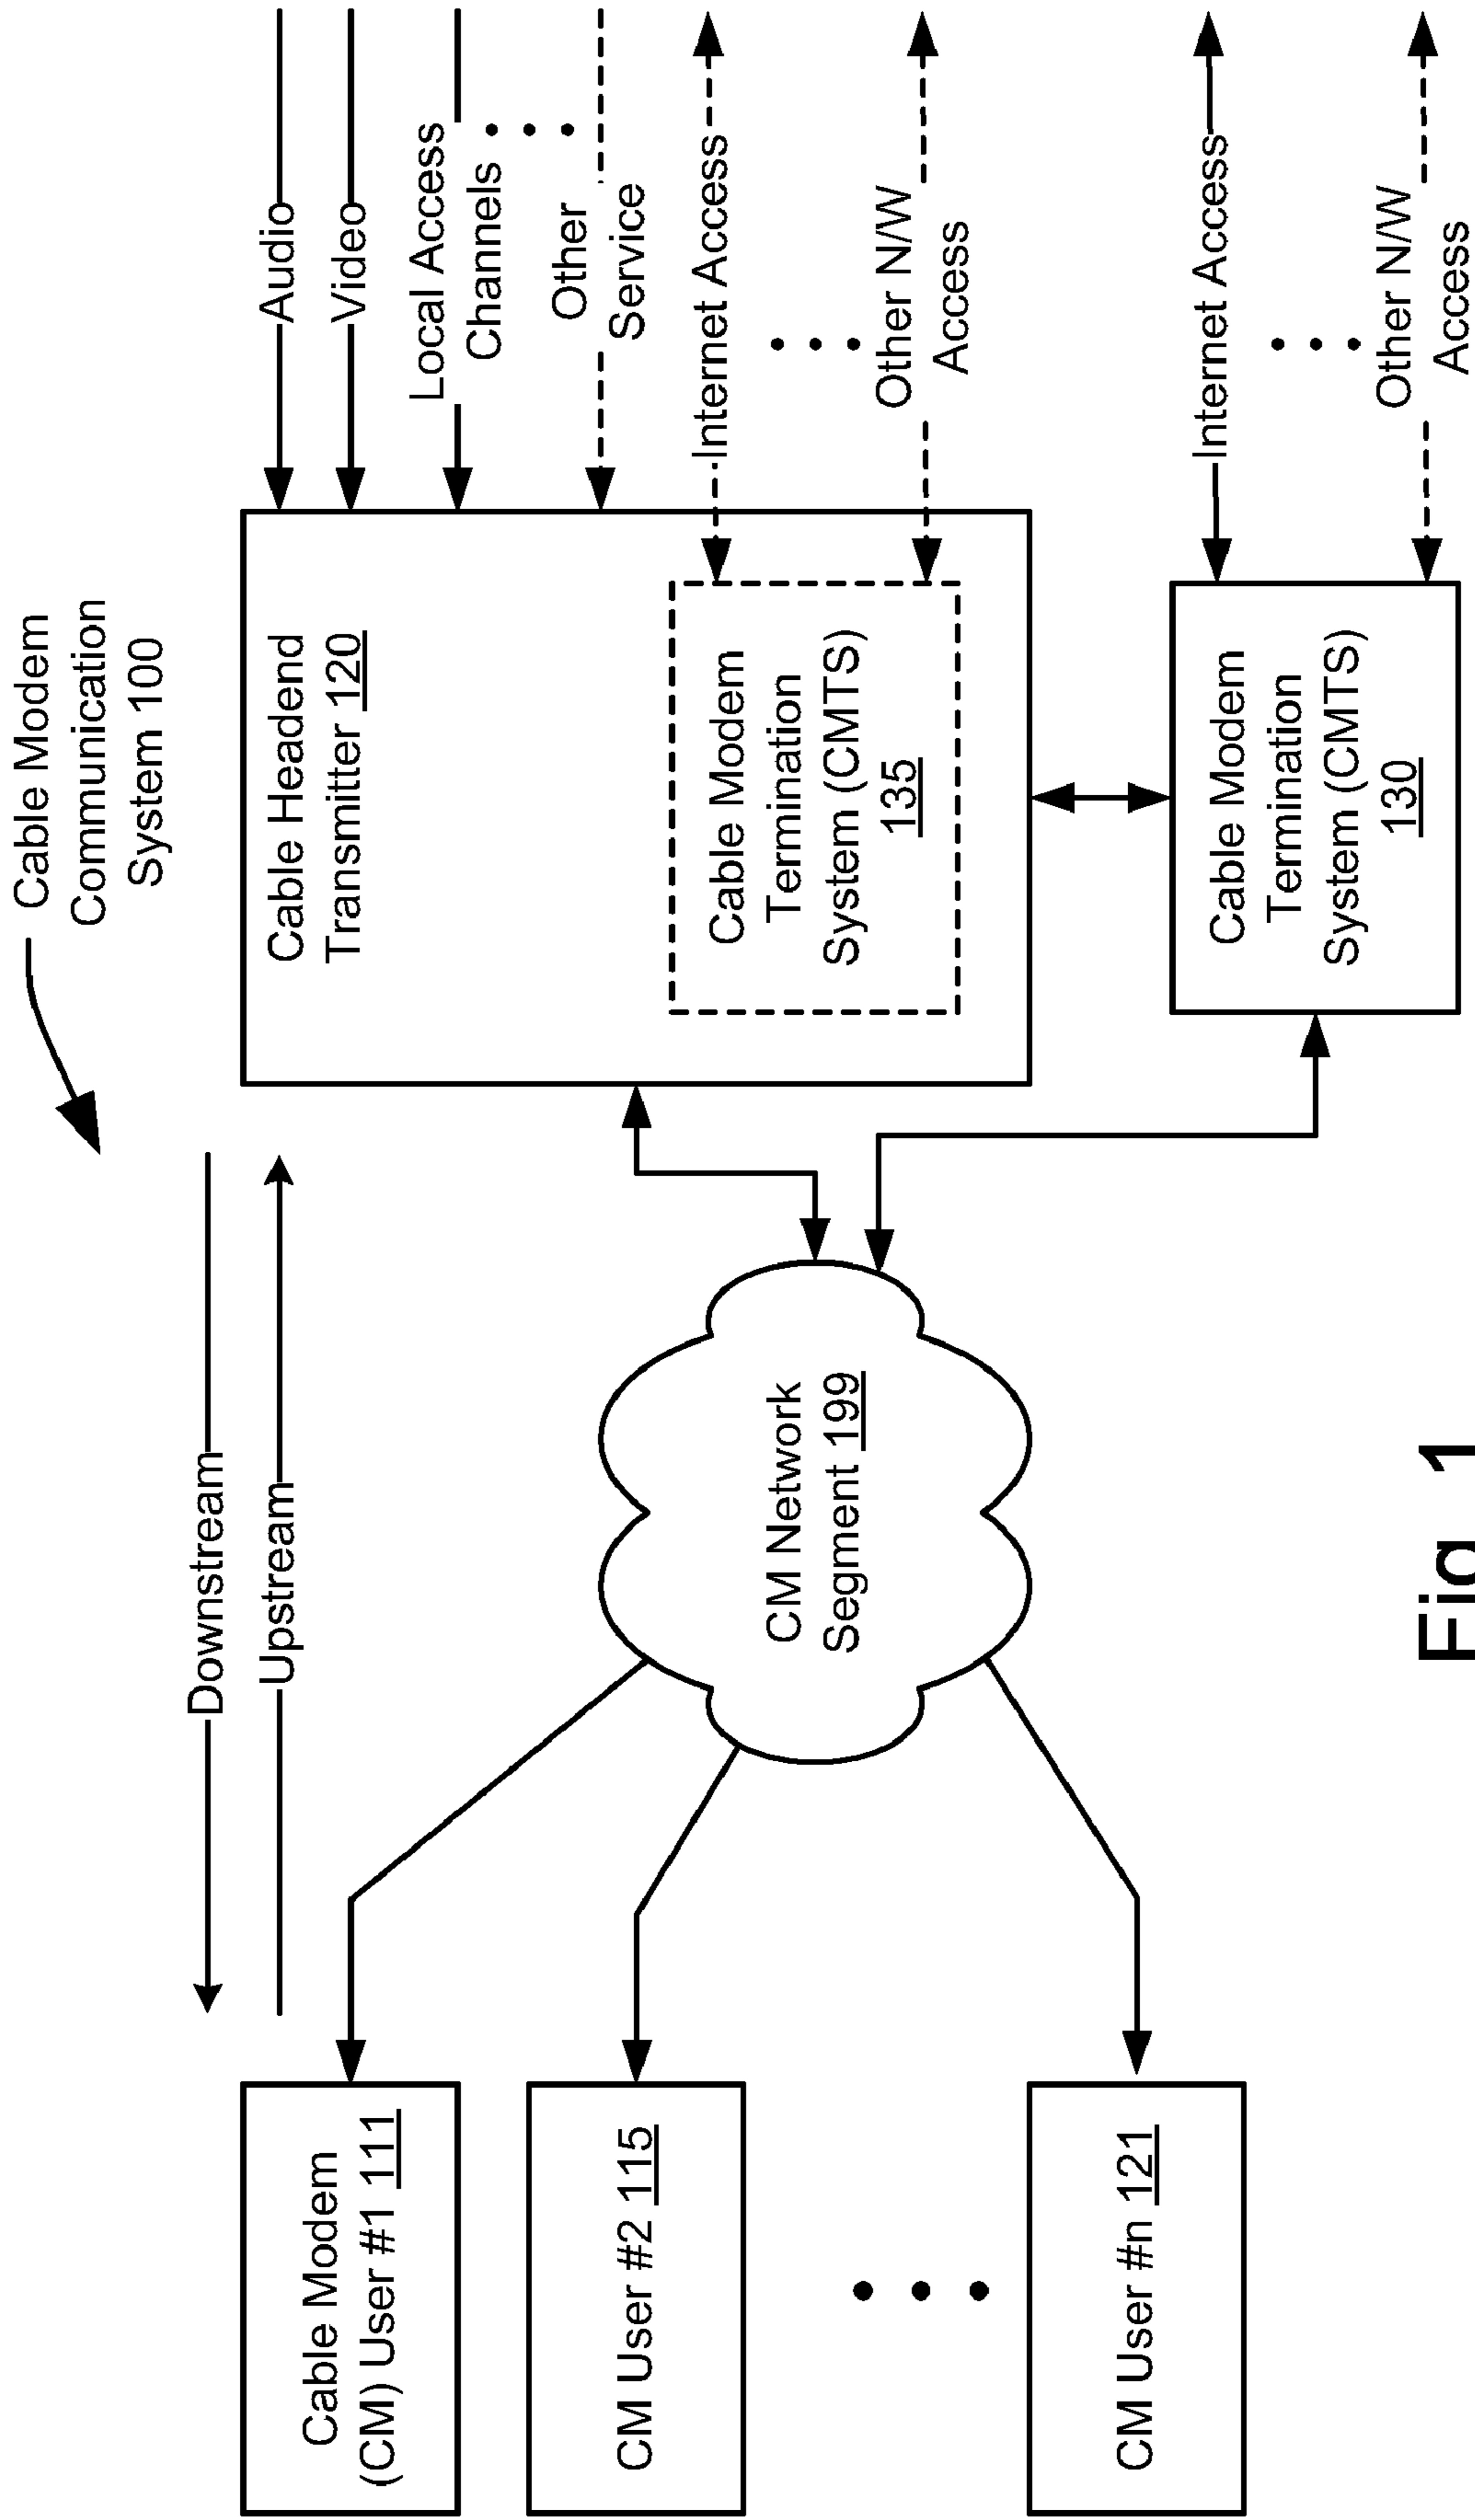 Cable Modem
Communication
System 100
Downstream
Upstream
Cable Modem
(CM) User #1 111
CM User #2 115
CM User #n 121
CM Network
Segment 199
Cable Headend
Transmitter 120
Cable Modem
Termination
System (CMTS)
135
Cable Modem
Termination
System (CMTS)
130
Audio
Video
Local Access
Channels
Other
Service
Internet Access
Other N/W
Access
Internet Access
Other N/W
Access
Fig. 1